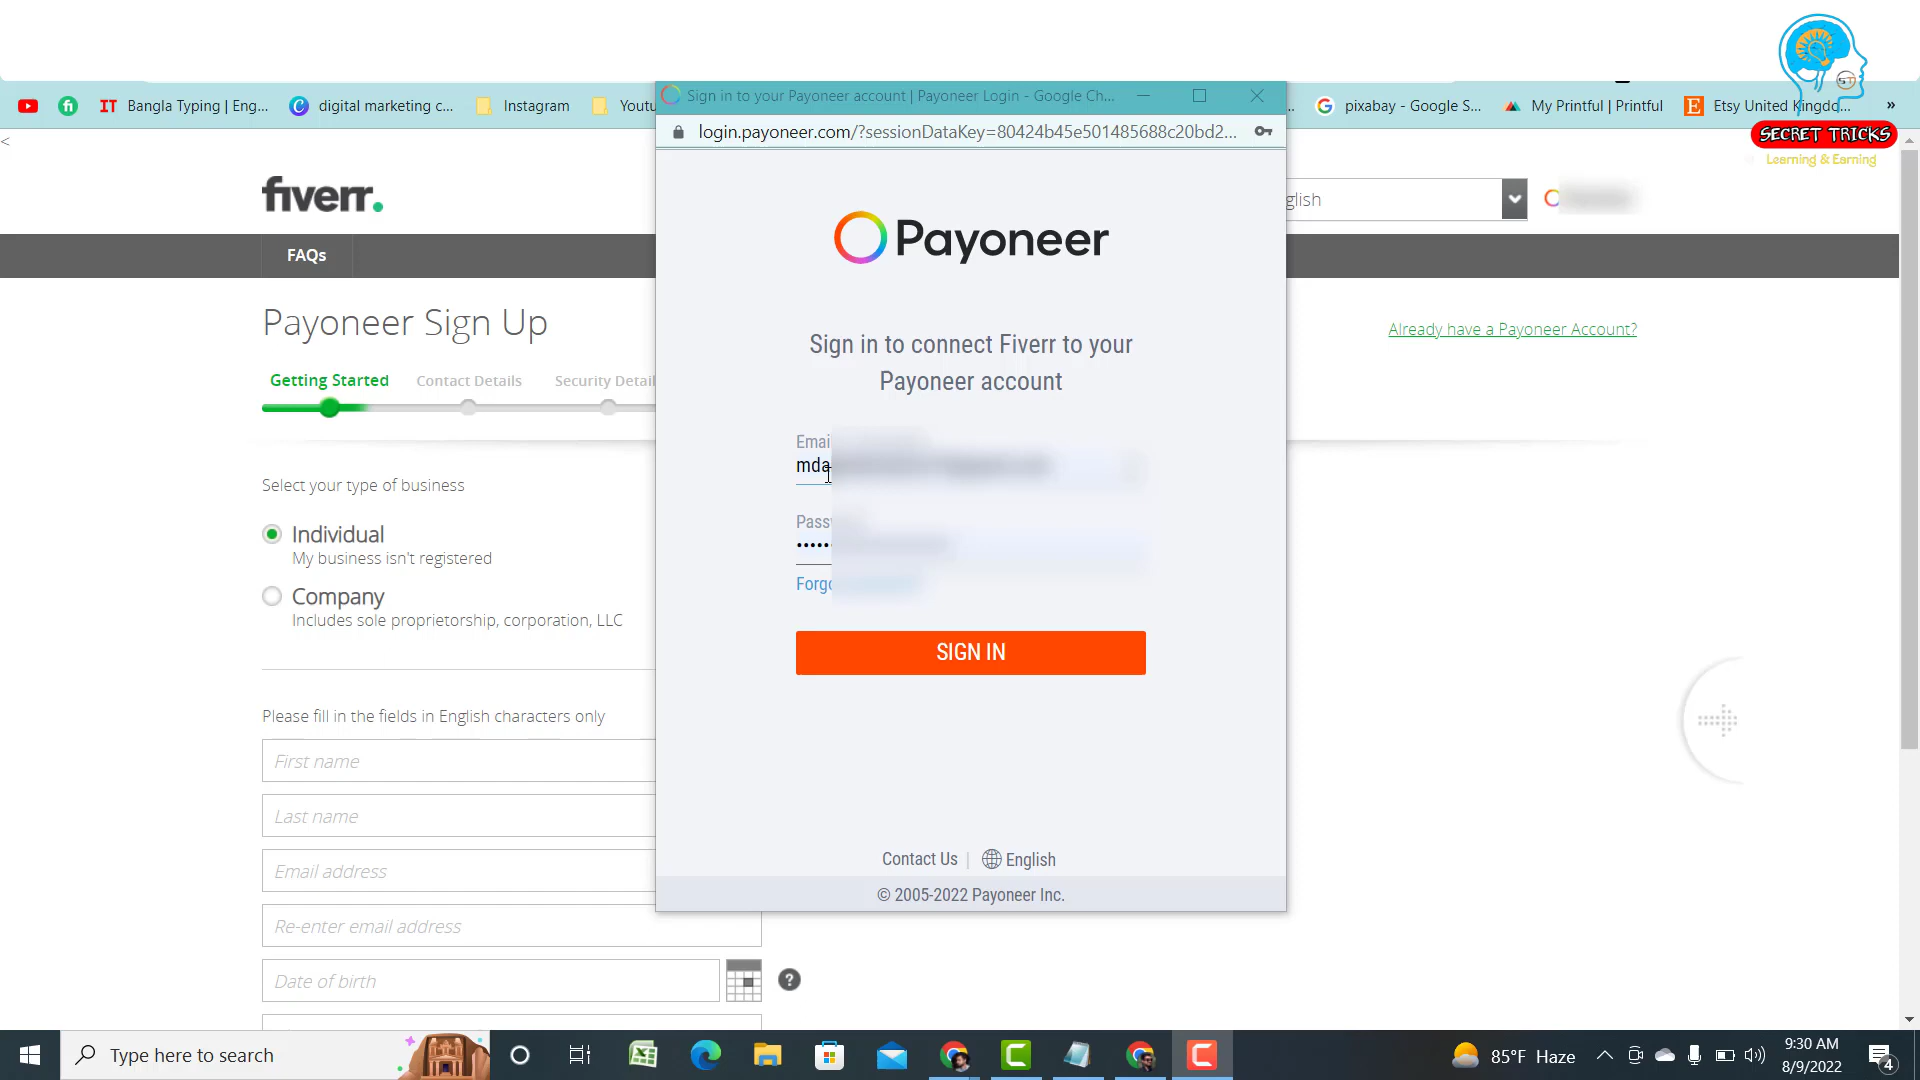 SECRET TRICKS
Learning & Earning
Bangla Typing | Eng...
digital marketing c...
Instagram
pixabay - Google S...
My Printful | Printful
Etsy United Kingdo...
»
Sign in to your Payoneer account | Payoneer Login - Google Ch...
login.payoneer.com/?sessionDataKey=80424b45e501485688c20bd2...
<
fiverr.
FAQs
Payoneer Sign Up
Already have a Payoneer Account?
Getting Started
Contact Details
Select your type of business
Individual
My business isn't registered
Company
Includes sole proprietorship, corporation, LLC
Please fill in the fields in English characters only
First name
Last name
Email address
Re-enter email address
Date of birth
?
Payoneer
Sign in to connect Fiverr to your
Payoneer account
SIGN IN
Contact Us | English
© 2005-2022 Payoneer Inc.
Type here to search
85°F Haze
9:30 AM
8/9/2022
4